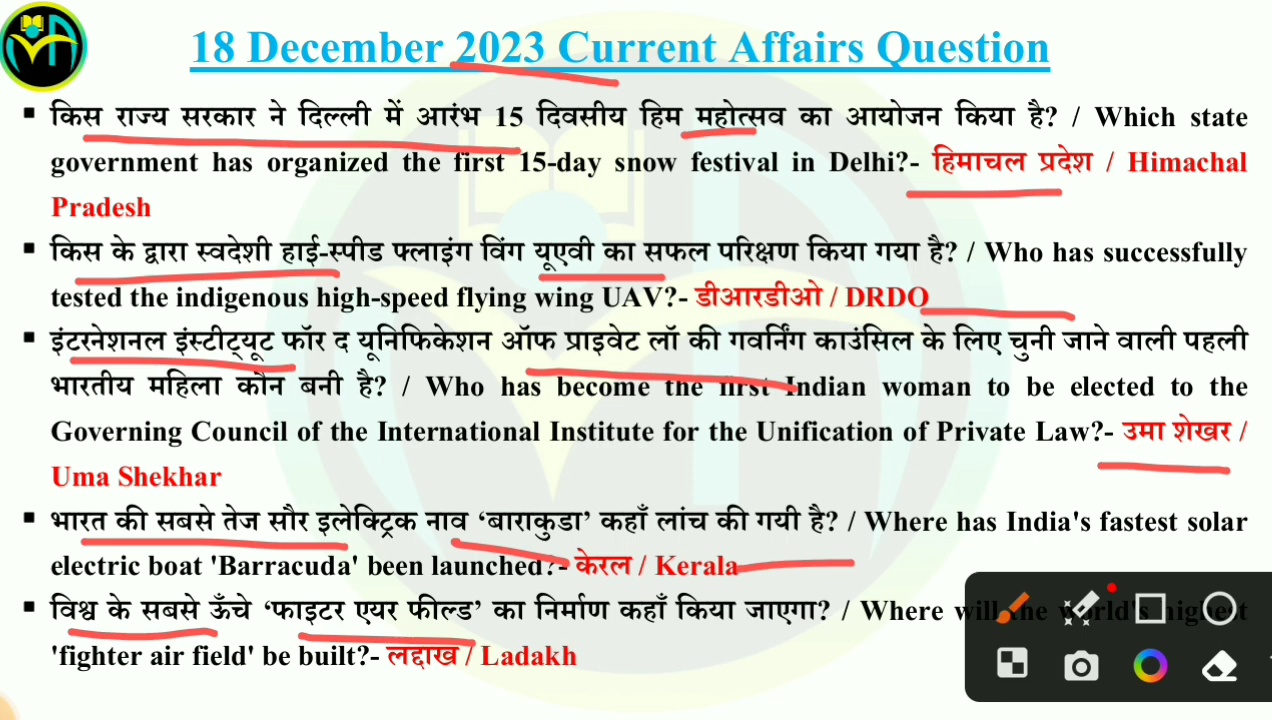 18 December 2023 Current Affairs Question
▪ किस राज्य सरकार ने दिल्ली में आरंभ 15 दिवसीय हिम महोत्सव का आयोजन किया है? / Which state
government has organized the first 15-day snow festival in Delhi?- हिमाचल प्रदेश / Himachal
Pradesh
▪ किस के द्वारा स्वदेशी हाई-स्पीड फ्लाइंग विंग यूएवी का सफल परिक्षण किया गया है? / Who has successfully
tested the indigenous high-speed flying wing UAV?- डीआरडीओ / DRDO
▪ इंटरनेशनल इंस्टीट्यूट फॉर द यूनिफिकेशन ऑफ प्राइवेट लॉ की गवर्निंग काउंसिल के लिए चुनी जाने वाली पहली
भारतीय महिला कौन बनी है? / Who has become the first Indian woman to be elected to the
Governing Council of the International Institute for the Unification of Private Law?- उमा शेखर /
Uma Shekhar
▪ भारत की सबसे तेज सौर इलेक्ट्रिक नाव ‘बाराकुडा’ कहाँ लांच की गयी है? / Where has India's fastest solar
electric boat 'Barracuda' been launched?- केरल / Kerala
▪ विश्व के सबसे ऊँचे ‘फाइटर एयर फील्ड’ का निर्माण कहाँ किया जाएगा? / Where will the world's highest
'fighter air field' be built?- लद्दाख / Ladakh